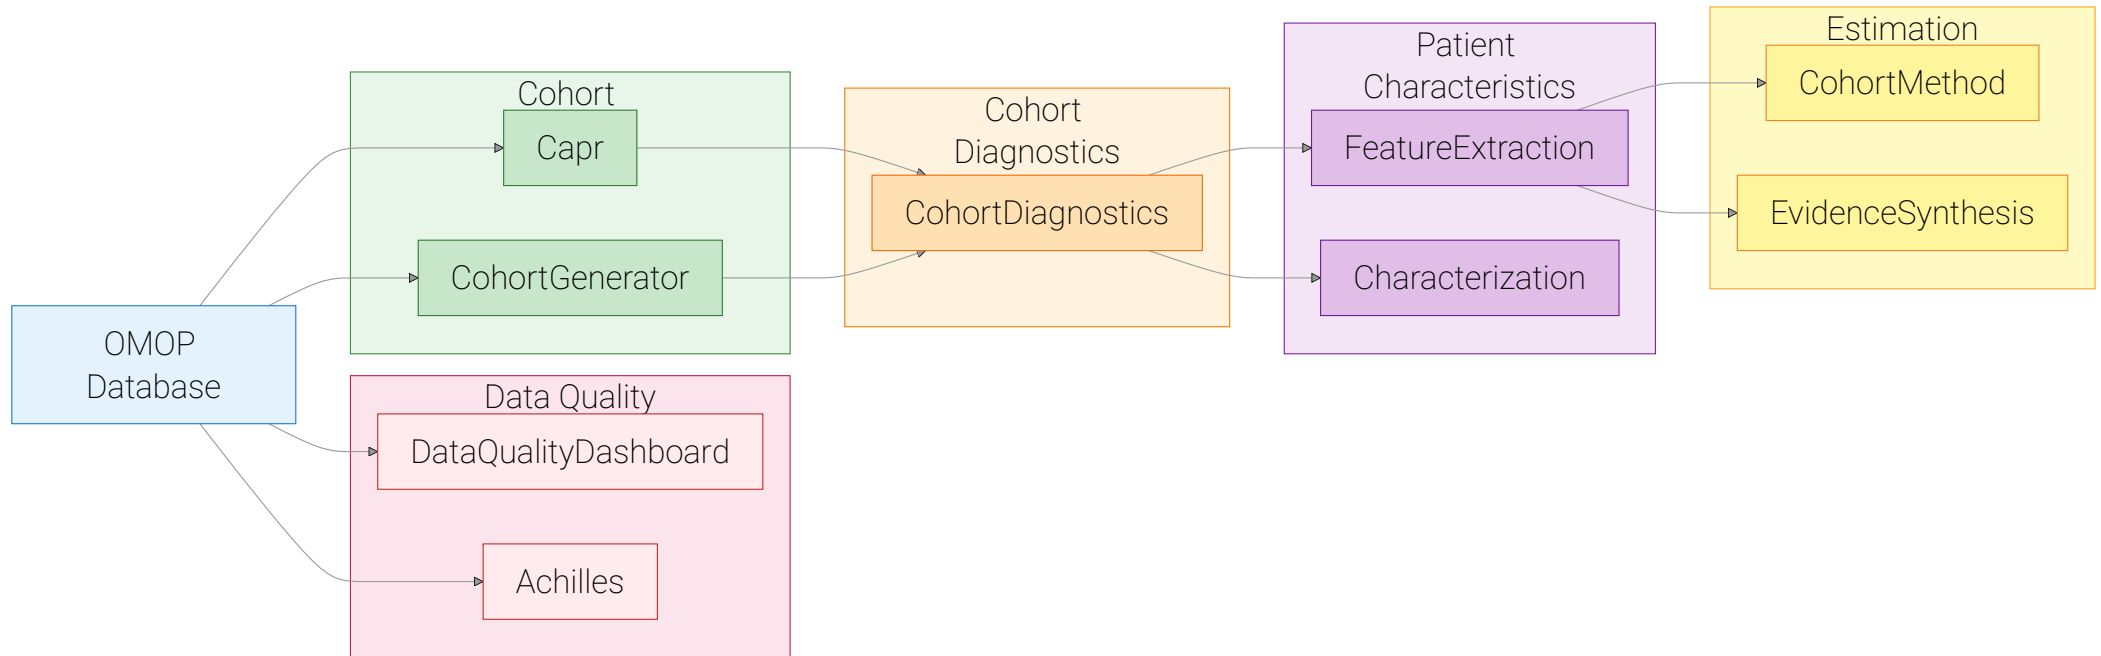 OMOP
Database
Cohort
Capr
CohortGenerator
Data Quality
DataQualityDashboard
Achilles
Cohort
Diagnostics
CohortDiagnostics
Patient
Characteristics
FeatureExtraction
Characterization
Estimation
CohortMethod
EvidenceSynthesis